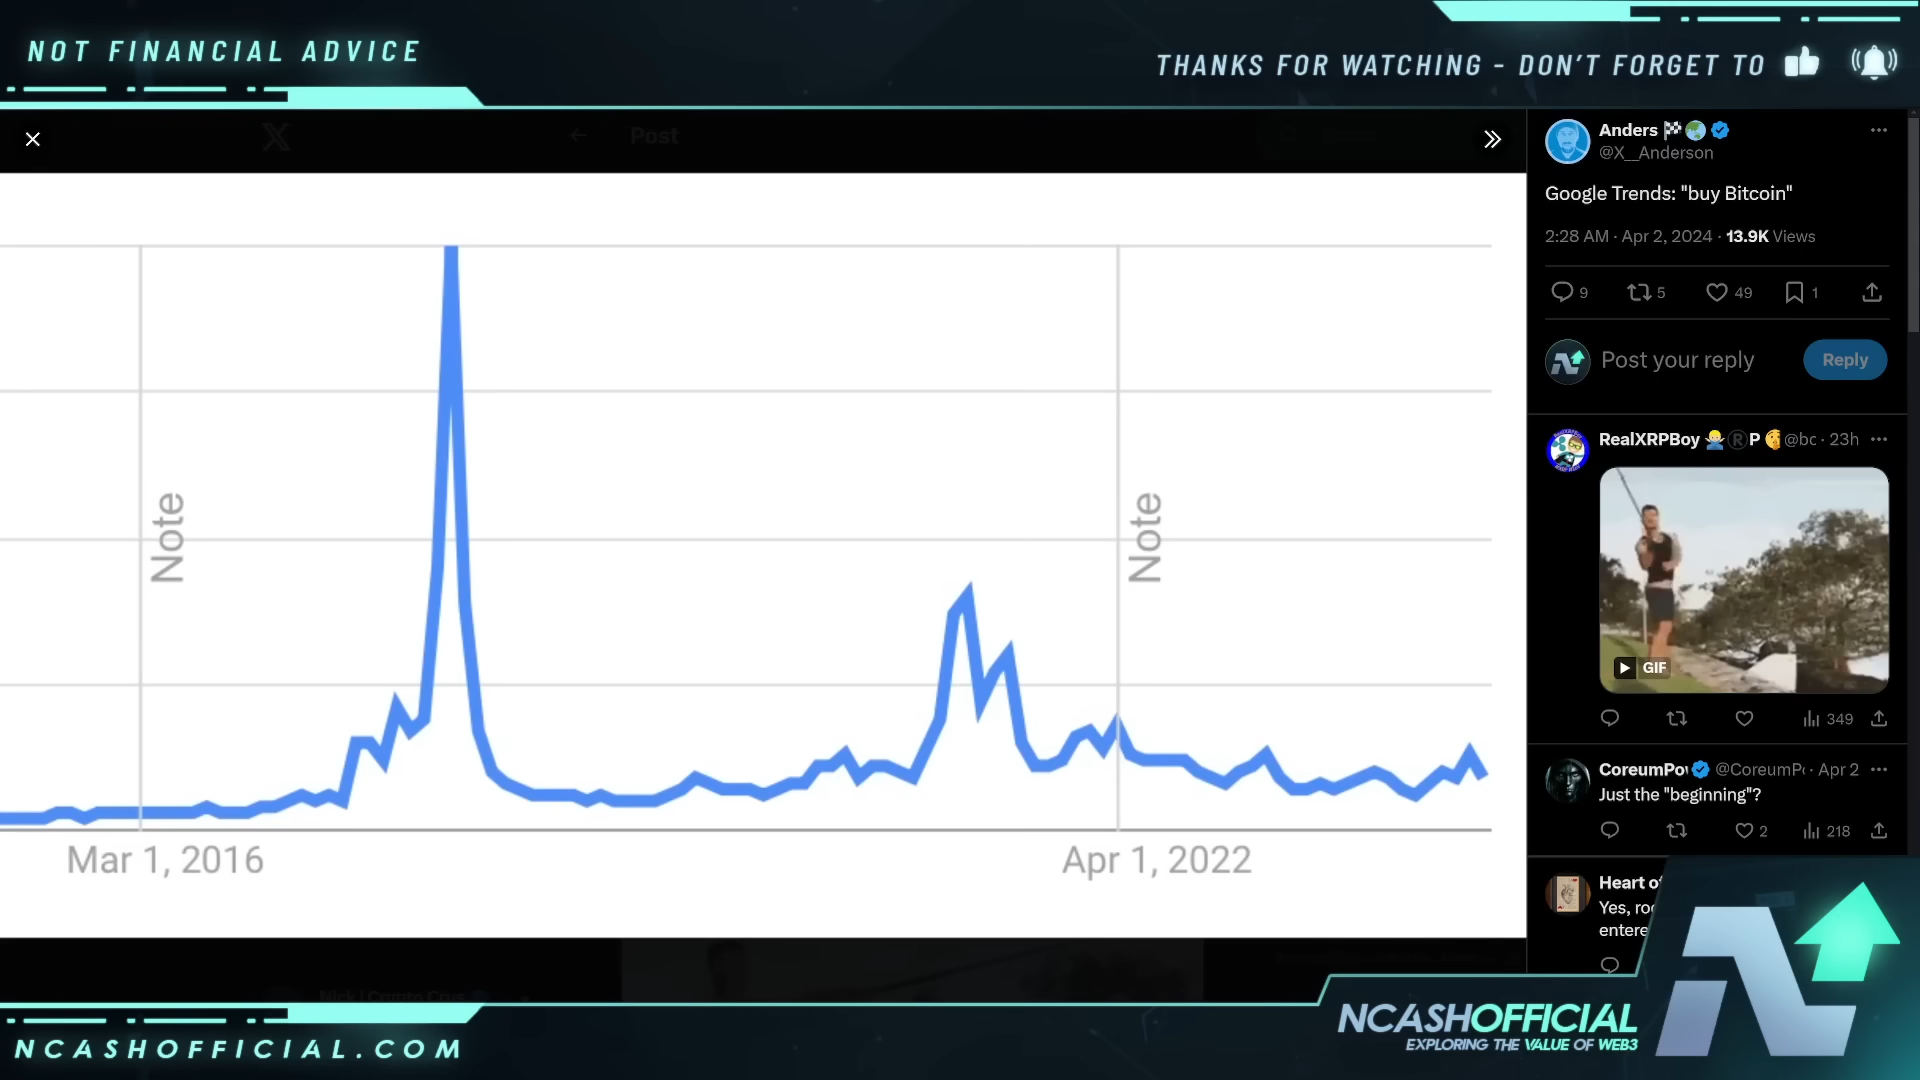 NOT FINANCIAL ADVICE
THANKS FOR WATCHING - DON'T FORGET TO
Post
Anders
@X__Anderson
Google Trends: "buy Bitcoin"
2:28 AM · Apr 2, 2024 · 13.9K Views
9 5 49 1
Post your reply
Reply
RealXRPBoy ®P @bc · 23h
GIF
349
CoreumPo @CoreumP · Apr 2
Just the "beginning"?
2 218
Heart of
Yes,
entere
Note
Note
Mar 1, 2016
Apr 1, 2022
NCASHOFFICIAL
EXPLORING THE VALUE OF WEB3
NCASHOFFICIAL.COM